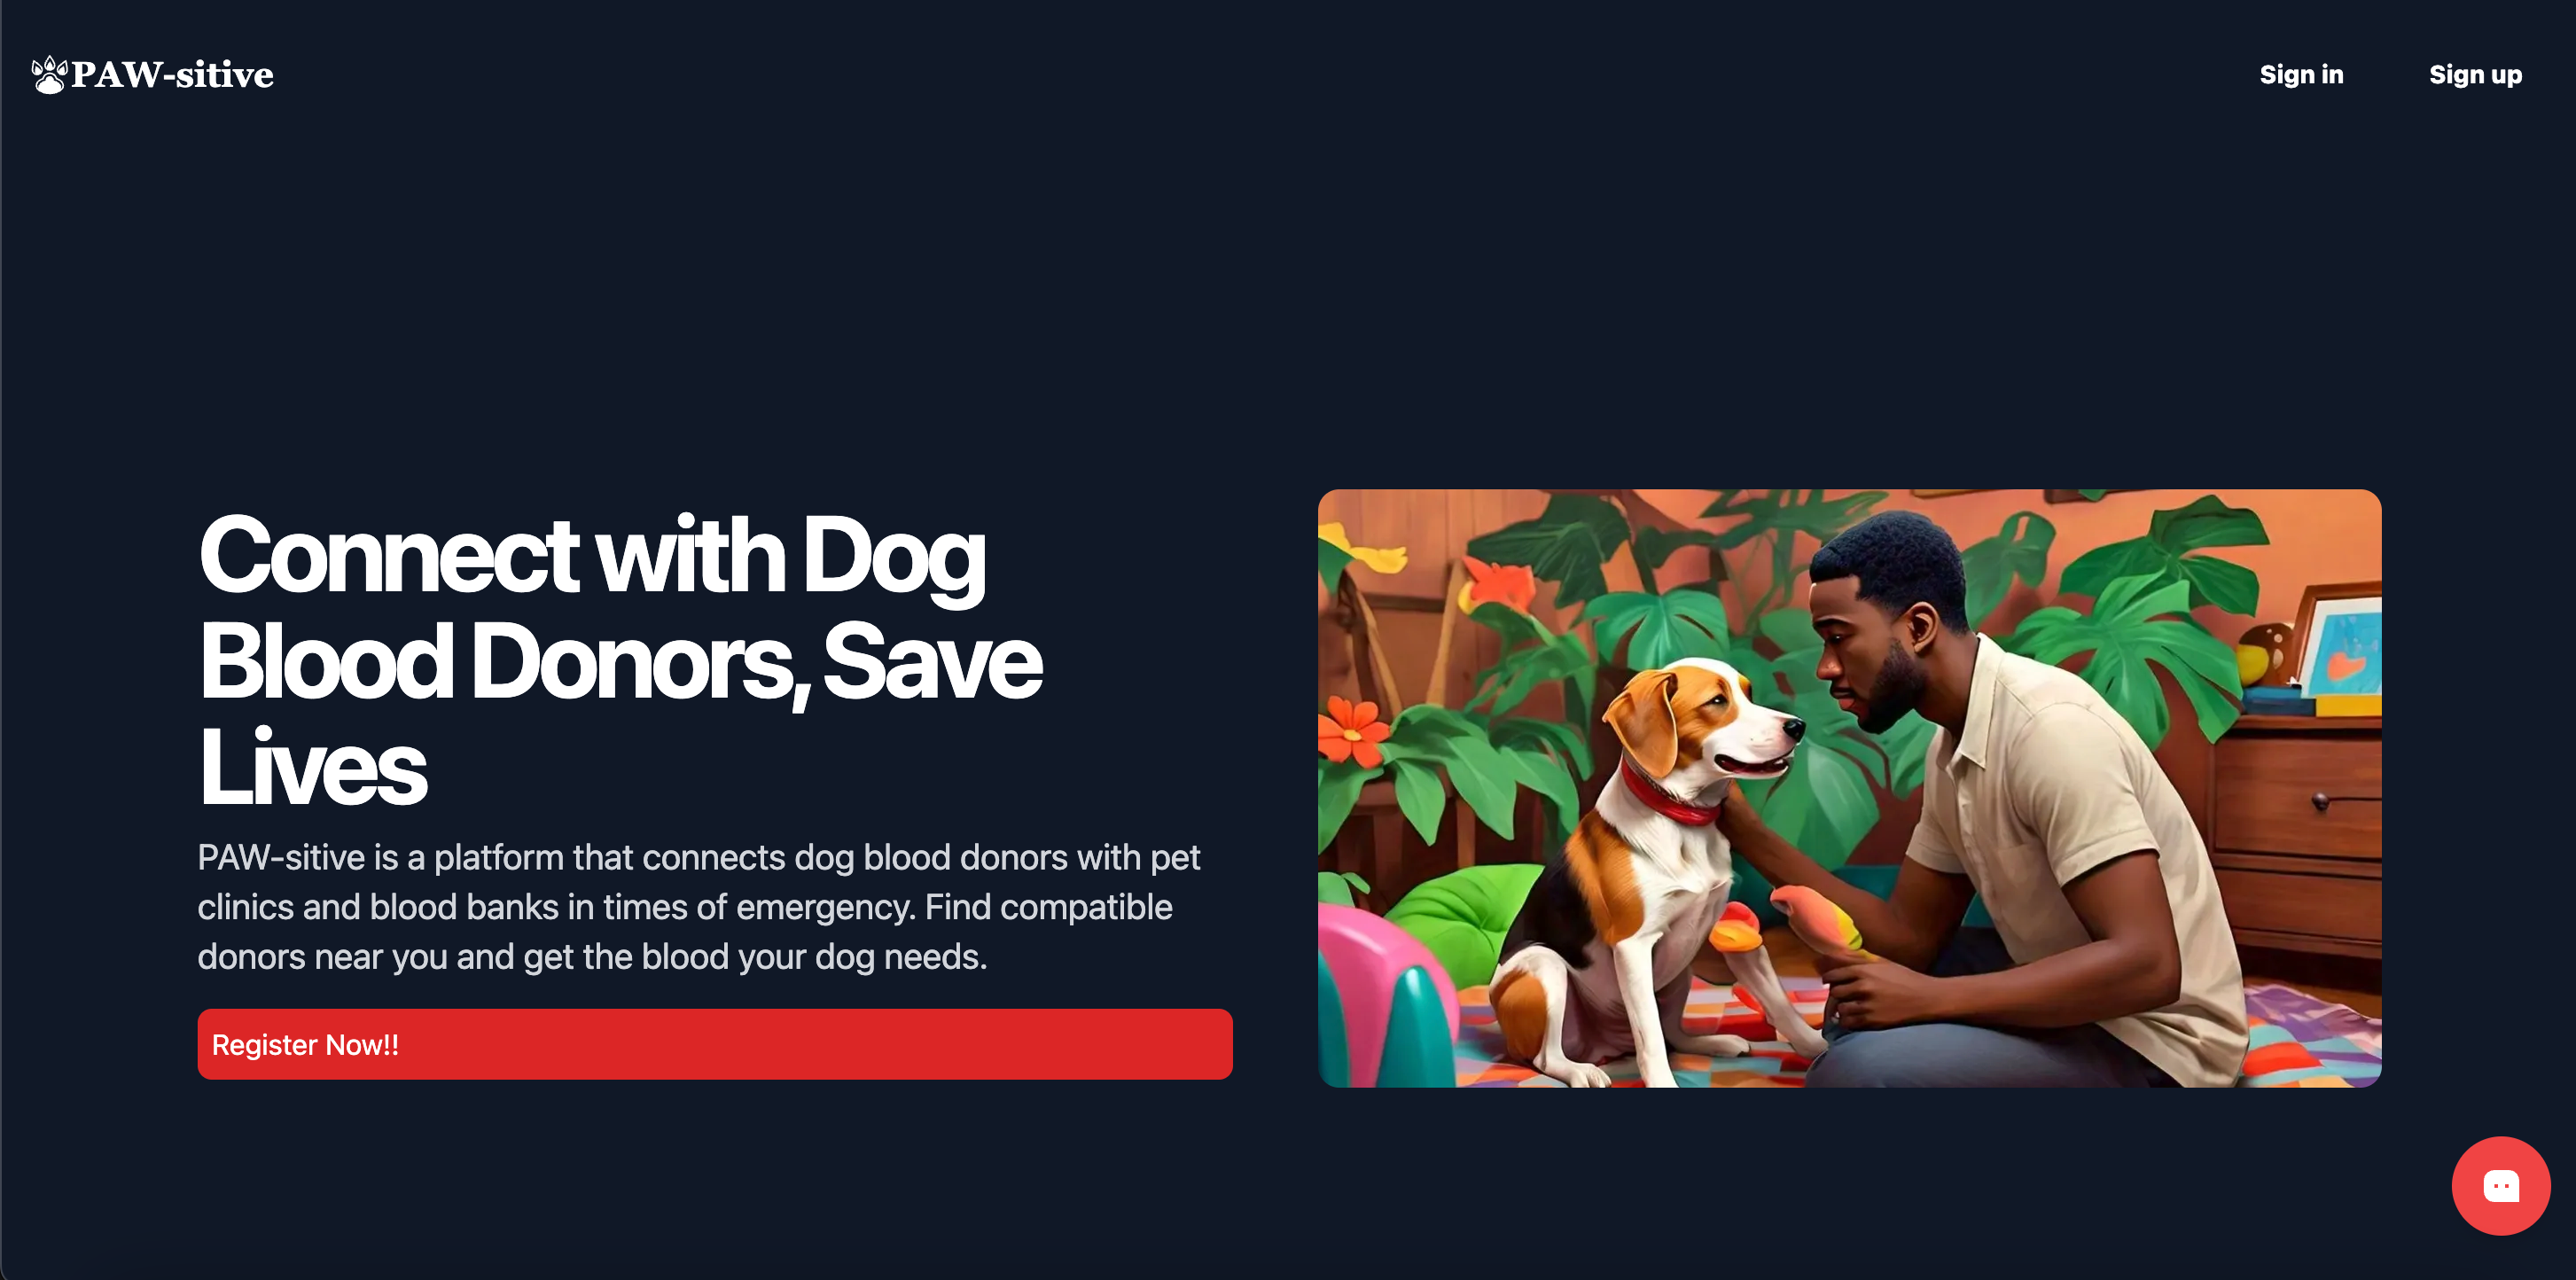 PAW-sitive
Sign in
Sign up
Connect with Dog
Blood Donors, Save
Lives
PAW-sitive is a platform that connects dog blood donors with pet
clinics and blood banks in times of emergency. Find compatible
donors near you and get the blood your dog needs.
Register Now!!